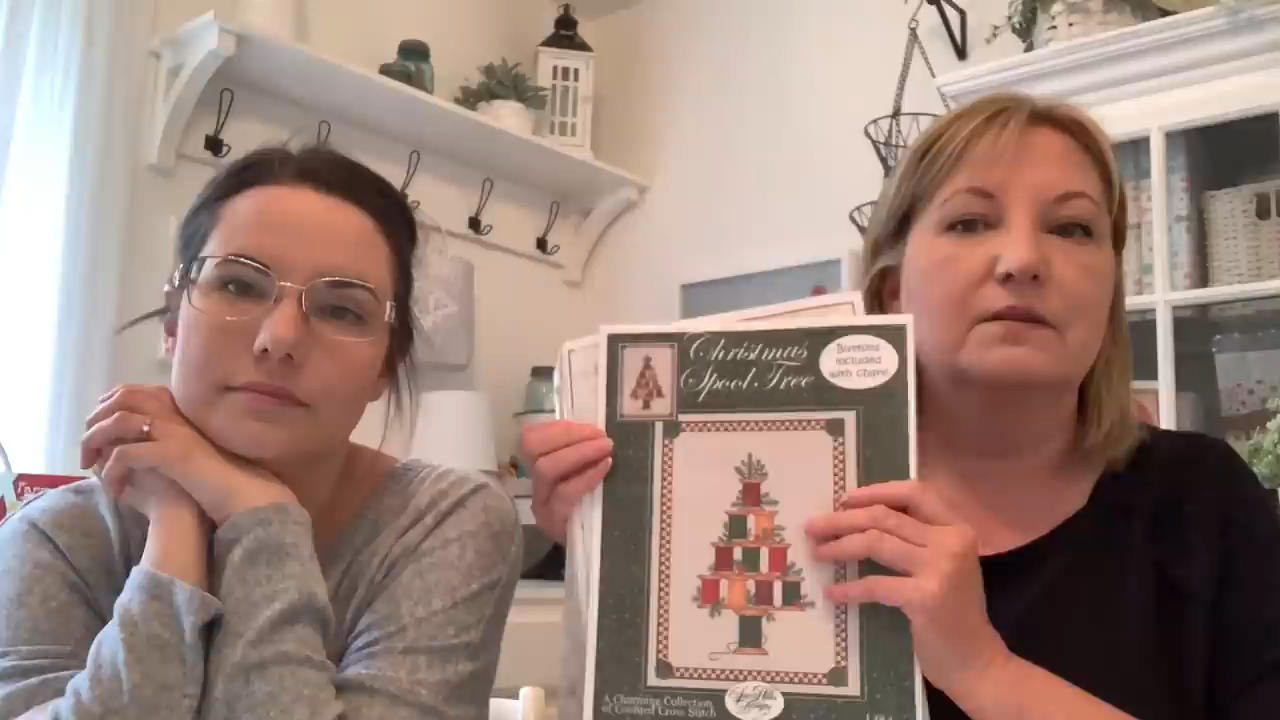 Christmas
Spool Tree
Buttons
included
with Chart!
A Charming Collection
of Counted Cross Stitch